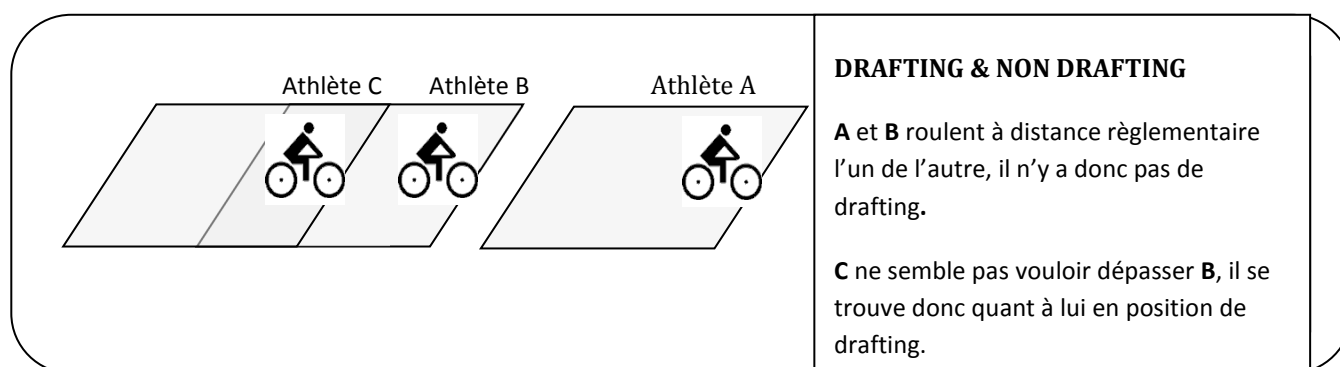 Athlète C Athlète B Athlète A
DRAFTING & NON DRAFTING
A et B roulent à distance règlementaire
l’un de l’autre, il n’y a donc pas de
drafting.
C ne semble pas vouloir dépasser B, il se
trouve donc quant à lui en position de
drafting.